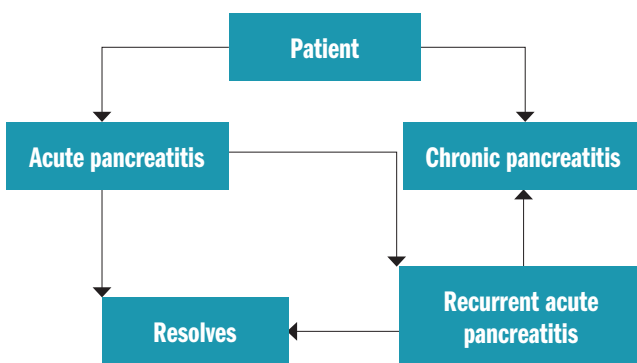 Patient
Acute pancreatitis
Chronic pancreatitis
Resolves
Recurrent acute
pancreatitis